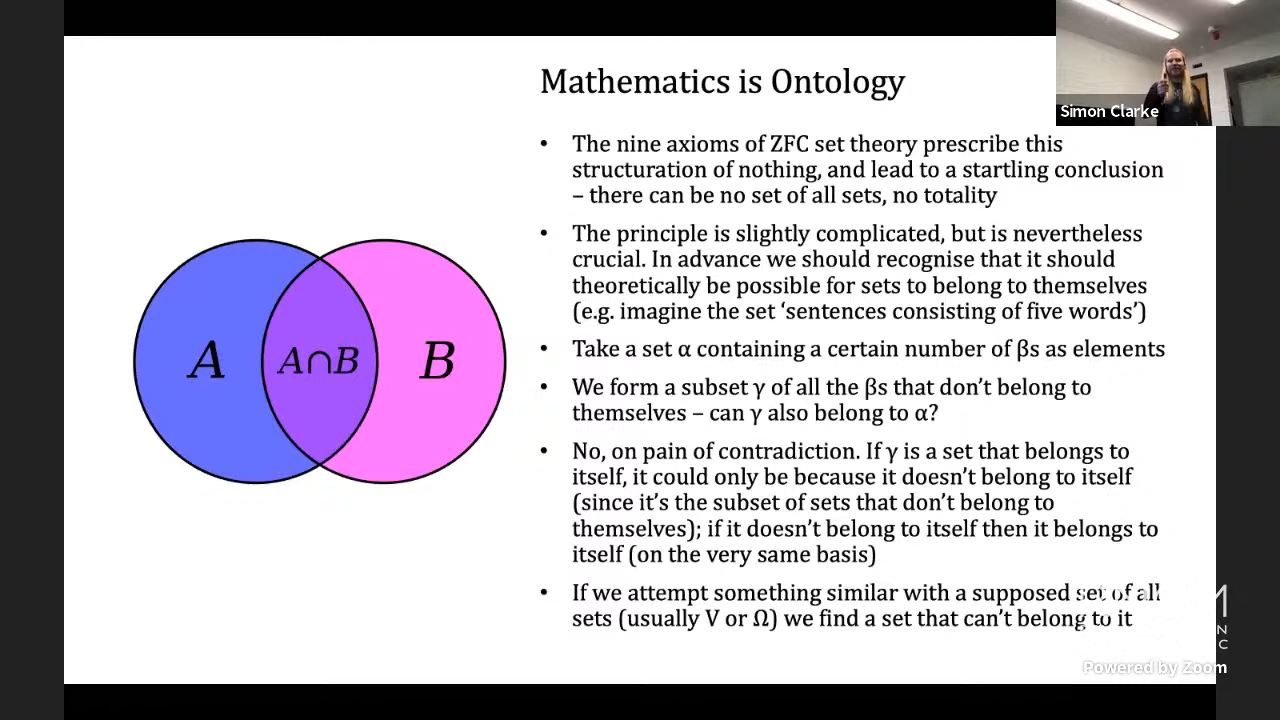 Mathematics is Ontology
Simon Clarke
• The nine axioms of ZFC set theory prescribe this
structuration of nothing, and lead to a startling conclusion
– there can be no set of all sets, no totality
• The principle is slightly complicated, but is nevertheless
crucial. In advance we should recognise that it should
theoretically be possible for sets to belong to themselves
(e.g. imagine the set ‘sentences consisting of five words’)
• Take a set α containing a certain number of βs as elements
• We form a subset γ of all the βs that don’t belong to
themselves – can γ also belong to α?
• No, on pain of contradiction. If γ is a set that belongs to
itself, it could only be because it doesn’t belong to itself
(since it’s the subset of sets that don’t belong to
themselves); if it doesn’t belong to itself then it belongs to
itself (on the very same basis)
• If we attempt something similar with a supposed set of all
sets (usually V or Ω) we find a set that can’t belong to it
A
A∩B
B
Powered by Zoom